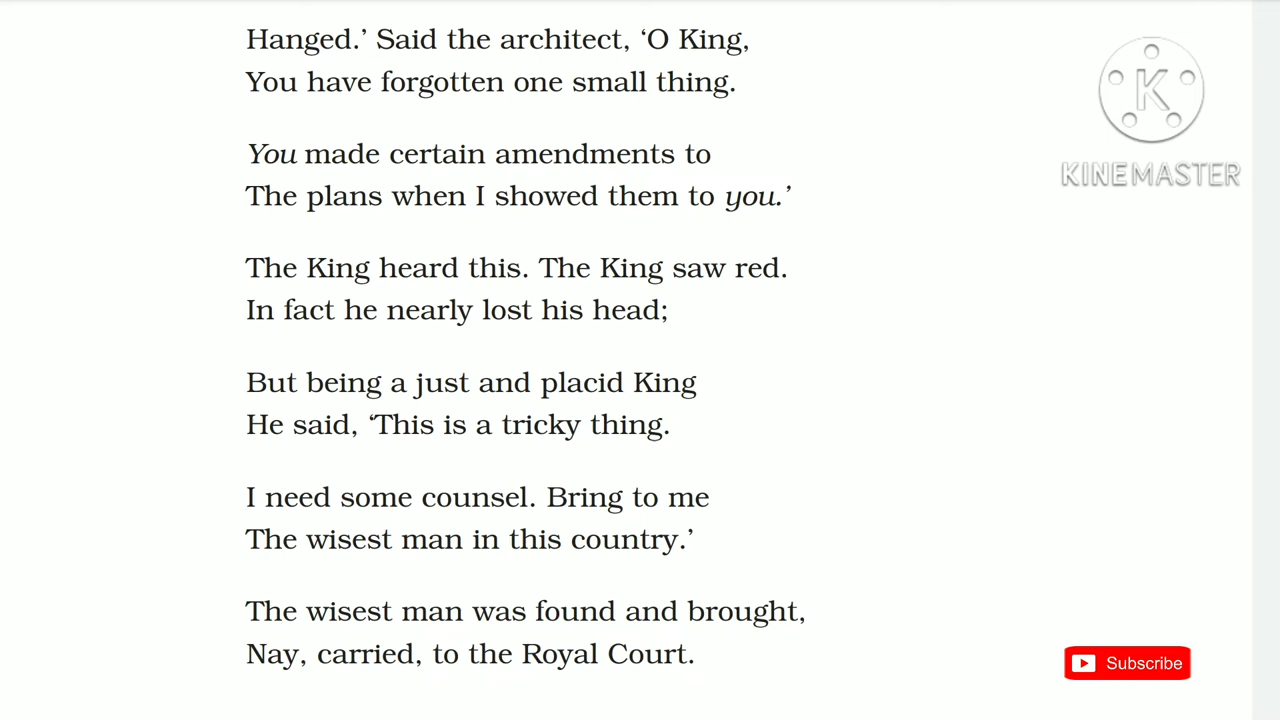 Hanged.’ Said the architect, ‘O King,
You have forgotten one small thing.
You made certain amendments to
The plans when I showed them to you.’
The King heard this. The King saw red.
In fact he nearly lost his head;
But being a just and placid King
He said, ‘This is a tricky thing.
I need some counsel. Bring to me
The wisest man in this country.’
The wisest man was found and brought,
Nay, carried, to the Royal Court.
K
KINEMASTER
Subscribe